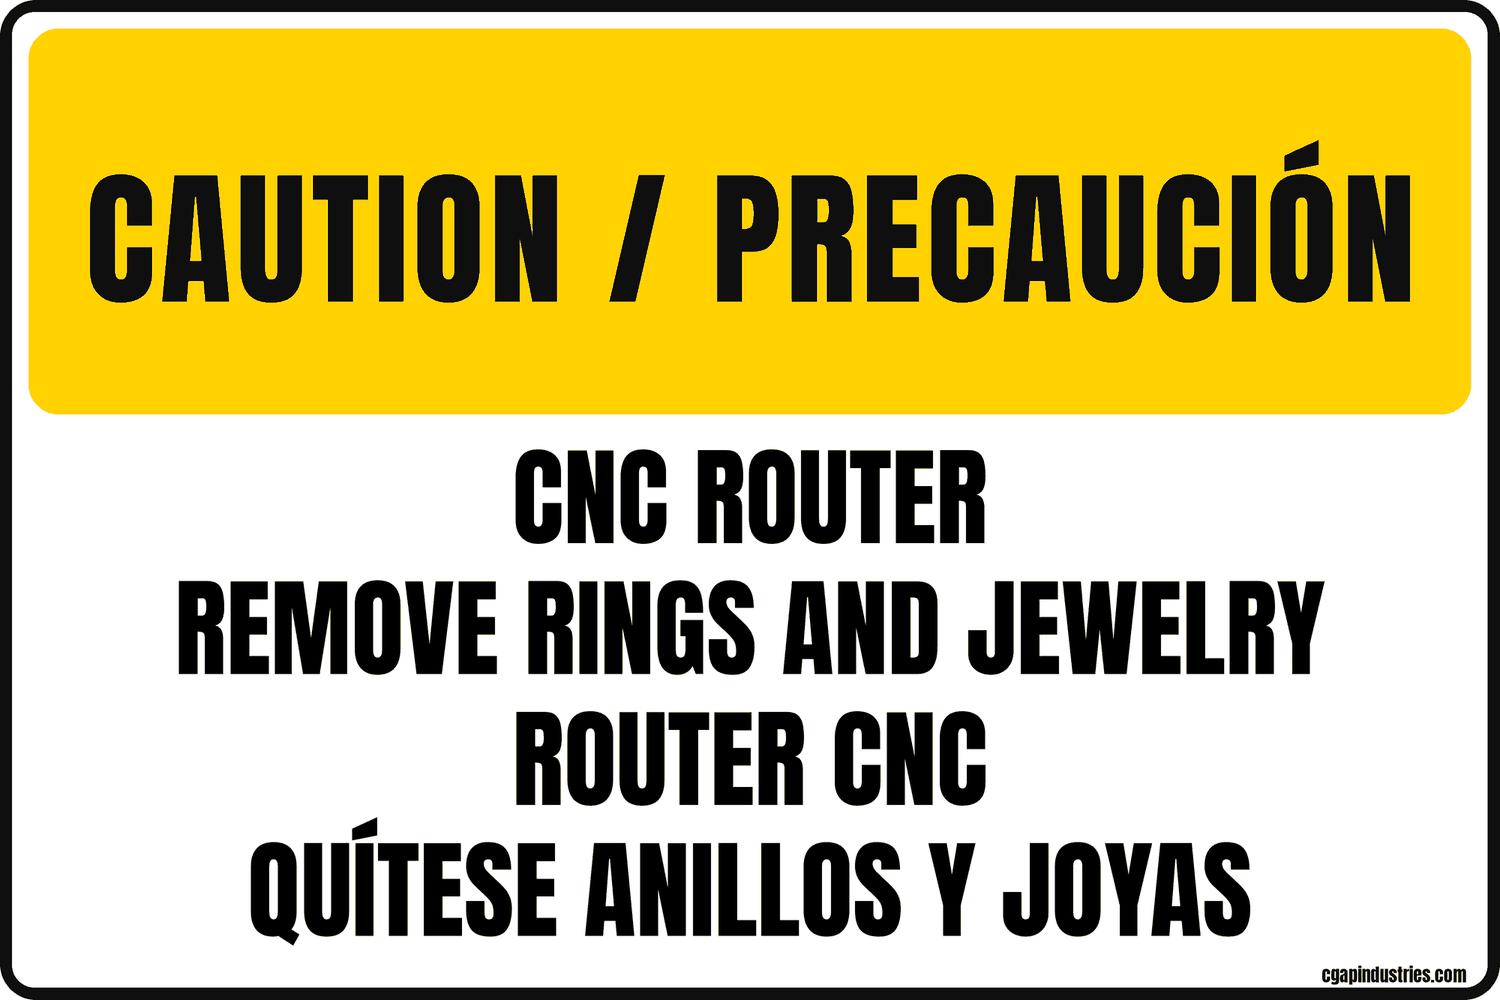 CAUTION / PRECAUCIÓN
CNC ROUTER
REMOVE RINGS AND JEWELRY
ROUTER CNC
QUÍTESE ANILLOS Y JOYAS
cgapindustries.com